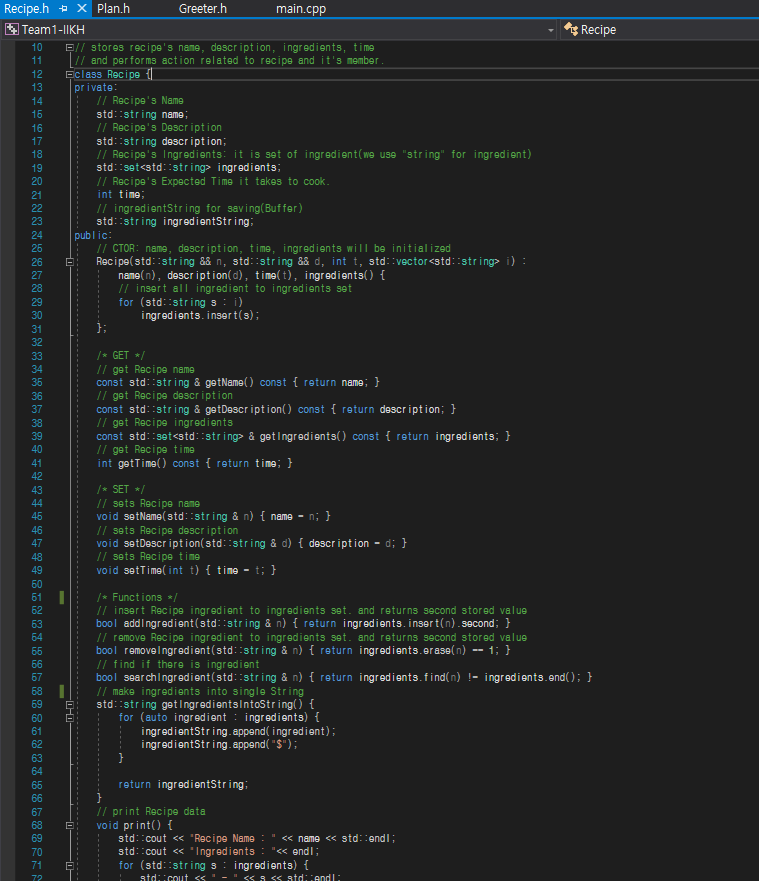 Recipe.h Plan.h Greeter.h main.cpp
Team1-IIKH Recipe
10 // stores recipe's name, description, ingredients, time
11 // and performs action related to recipe and it's member.
12 class Recipe {
13 private:
14 // Recipe's Name
15 std::string name;
16 // Recipe's Description
17 std::string description;
18 // Recipe's Ingredients: it is set of ingredient(we use "string" for ingredient)
19 std::set<std::string> ingredients;
20 // Recipe's Expected Time it takes to cook.
21 int time;
22 // ingredientString for saving(Buffer)
23 std::string ingredientString;
24 public:
25 // CTOR: name, description, time, ingredients will be initialized
26 Recipe(std::string && n, std::string && d, int t, std::vector<std::string> i) :
27 name(n), description(d), time(t), ingredients() {
28 // insert all ingredient to ingredients set
29 for (std::string s : i)
30 ingredients.insert(s);
31 };
32
33 /* GET */
34 // get Recipe name
35 const std::string & getName() const { return name; }
36 // get Recipe description
37 const std::string & getDescription() const { return description; }
38 // get Recipe ingredients
39 const std::set<std::string> & getIngredients() const { return ingredients; }
40 // get Recipe time
41 int getTime() const { return time; }
42
43 /* SET */
44 // sets Recipe name
45 void setName(std::string & n) { name = n; }
46 // sets Recipe description
47 void setDescription(std::string & d) { description = d; }
48 // sets Recipe time
49 void setTime(int t) { time = t; }
50
51 /* Functions */
52 // insert Recipe ingredient to ingredients set. and returns second stored value
53 bool addIngredient(std::string & n) { return ingredients.insert(n).second; }
54 // remove Recipe ingredient to ingredients set. and returns second stored value
55 bool removeIngredient(std::string & n) { return ingredients.erase(n) == 1; }
56 // find if there is ingredient
57 bool searchIngredient(std::string & n) { return ingredients.find(n) != ingredients.end(); }
58 // make ingredients into single String
59 std::string getIngredientsIntoString() {
60 for (auto ingredient : ingredients) {
61 ingredientString.append(ingredient);
62 ingredientString.append("$");
63 }
64
65 return ingredientString;
66 }
67 // print Recipe data
68 void print() {
69 std::cout << "Recipe Name : " << name << std::endl;
70 std::cout << "Ingredients : "<< endl;
71 for (std::string s : ingredients) {
72 std::cout << " - " << s << std::endl;